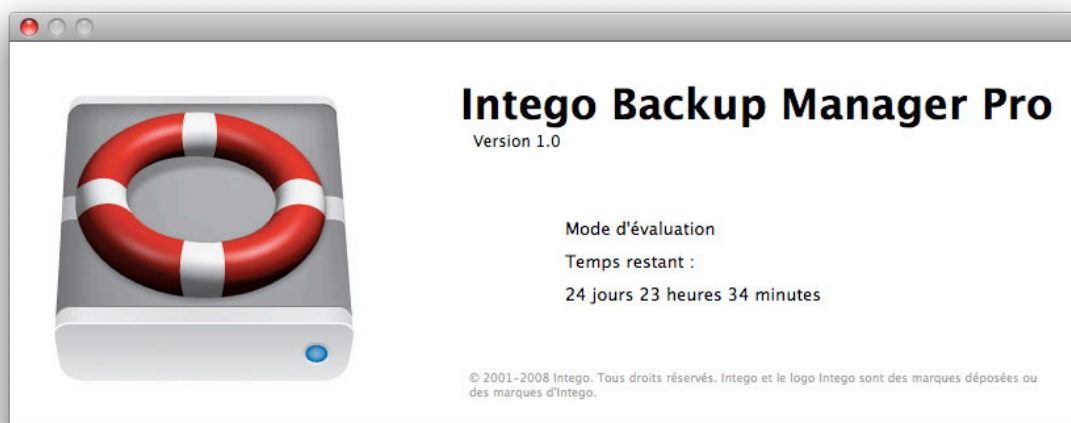 Intego Backup Manager Pro
Version 1.0
Mode d'évaluation
Temps restant :
24 jours 23 heures 34 minutes
© 2001–2008 Intego. Tous droits réservés. Intego et le logo Intego sont des marques déposées ou
des marques d'Intego.